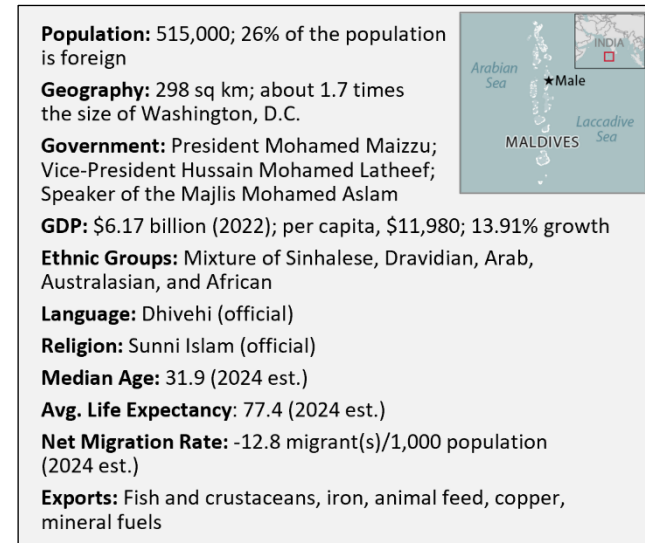 Population: 515,000; 26% of the population
is foreign
Geography: 298 sq km; about 1.7 times
the size of Washington, D.C.
Government: President Mohamed Maizzu;
Vice-President Hussain Mohamed Latheef;
Speaker of the Majlis Mohamed Aslam
GDP: $6.17 billion (2022); per capita, $11,980; 13.91% growth
Ethnic Groups: Mixture of Sinhalese, Dravidian, Arab,
Australasian, and African
Language: Dhivehi (official)
Religion: Sunni Islam (official)
Median Age: 31.9 (2024 est.)
Avg. Life Expectancy: 77.4 (2024 est.)
Net Migration Rate: -12.8 migrant(s)/1,000 population
(2024 est.)
Exports: Fish and crustaceans, iron, animal feed, copper,
mineral fuels
INDIA
Arabian
Sea
Male
Laccadive
Sea
MALDIVES